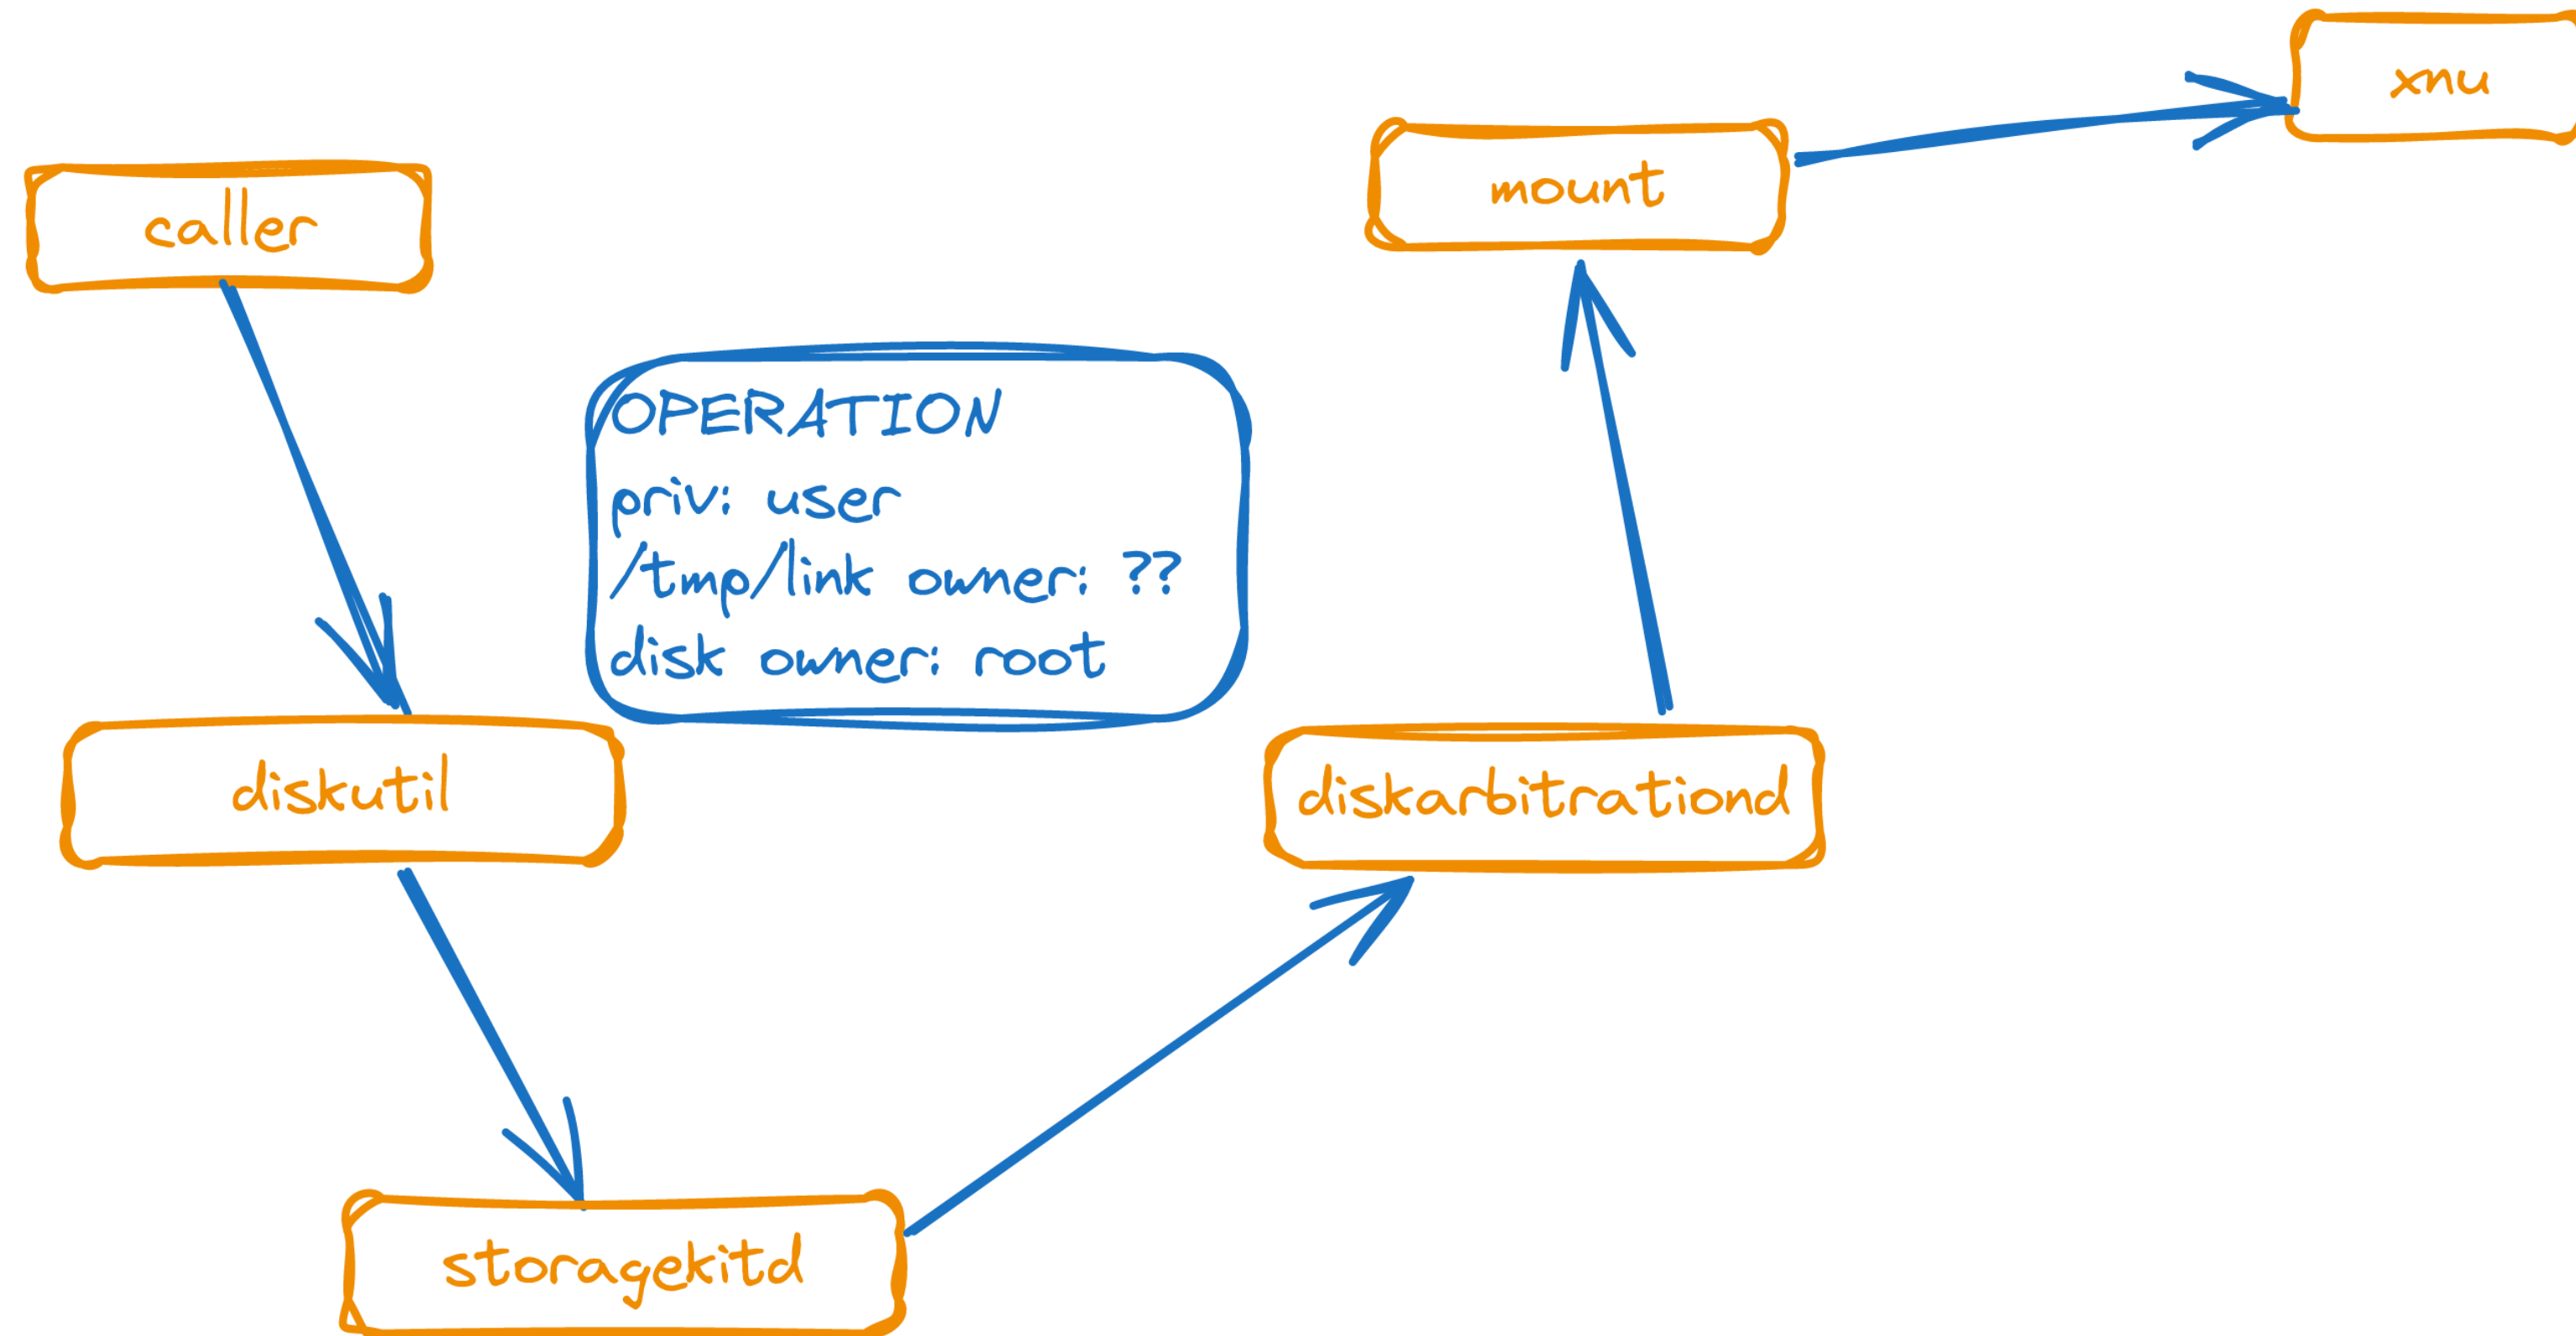 xnu
mount
caller
OPERATION
priv: user
/tmp/link owner: ??
disk owner: root
diskutil
diskarbitrationd
storagekitd